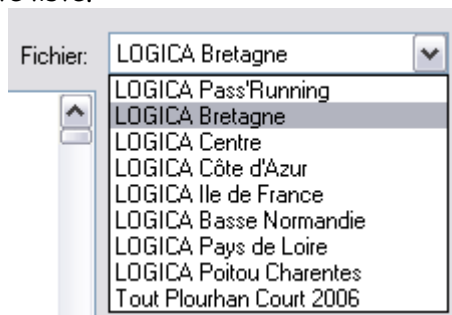 Fichier: LOGICA Bretagne
LOGICA Pass'Running
LOGICA Bretagne
LOGICA Centre
LOGICA Côte d'Azur
LOGICA Ile de France
LOGICA Basse Normandie
LOGICA Pays de Loire
LOGICA Poitou Charentes
Tout Plourhan Court 2006